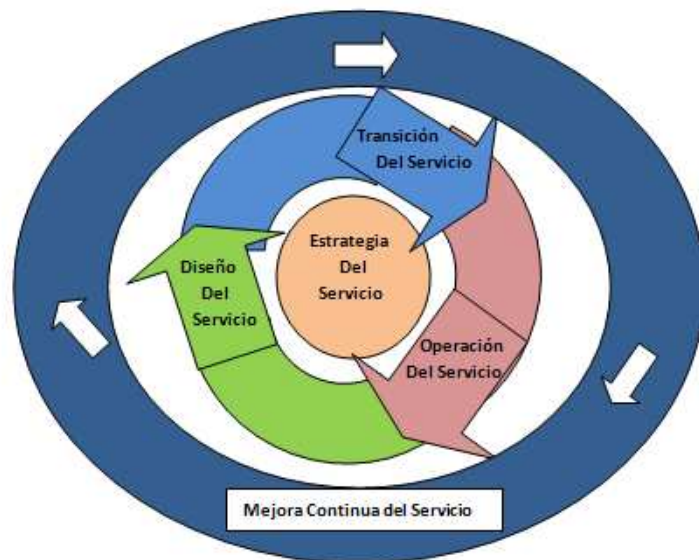 Transición
Del Servicio
Estrategia
Del
Servicio
Diseño
Del
Servicio
Operación
Del Servicio
Mejora Continua del Servicio